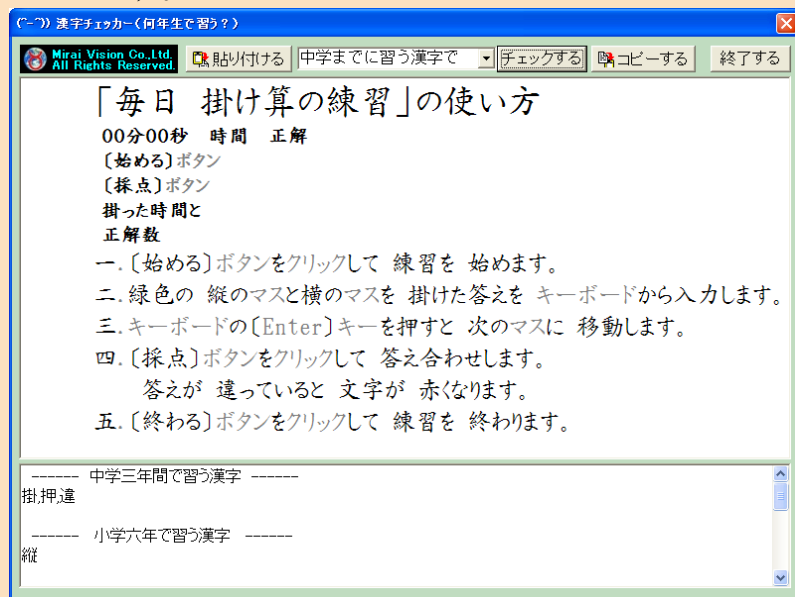 (^-^)) 漢字チェッカー(何年生で習う?)
Mirai Vision Co.,Ltd.
All Rights Reserved.
貼り付ける
中学までに習う漢字で
チェックする
コピーする
終了する
「毎日 掛け算の練習」の使い方
00分00秒 時間 正解
〔始める〕ボタン
〔採点〕ボタン
掛った時間と
正解数
一.〔始める〕ボタンをクリックして 練習を 始めます。
二.緑色の 縦のマスと横のマスを 掛けた答えを キーボードから入力します。
三.キーボードの〔Enter〕キーを押すと 次のマスに 移動します。
四.〔採点〕ボタンをクリックして 答え合わせします。
答えが 違っていると 文字が 赤くなります。
五.〔終わる〕ボタンをクリックして 練習を 終わります。
------ 中学三年間で習う漢字 ------
掛,押,違
------ 小学六年で習う漢字 ------
縦